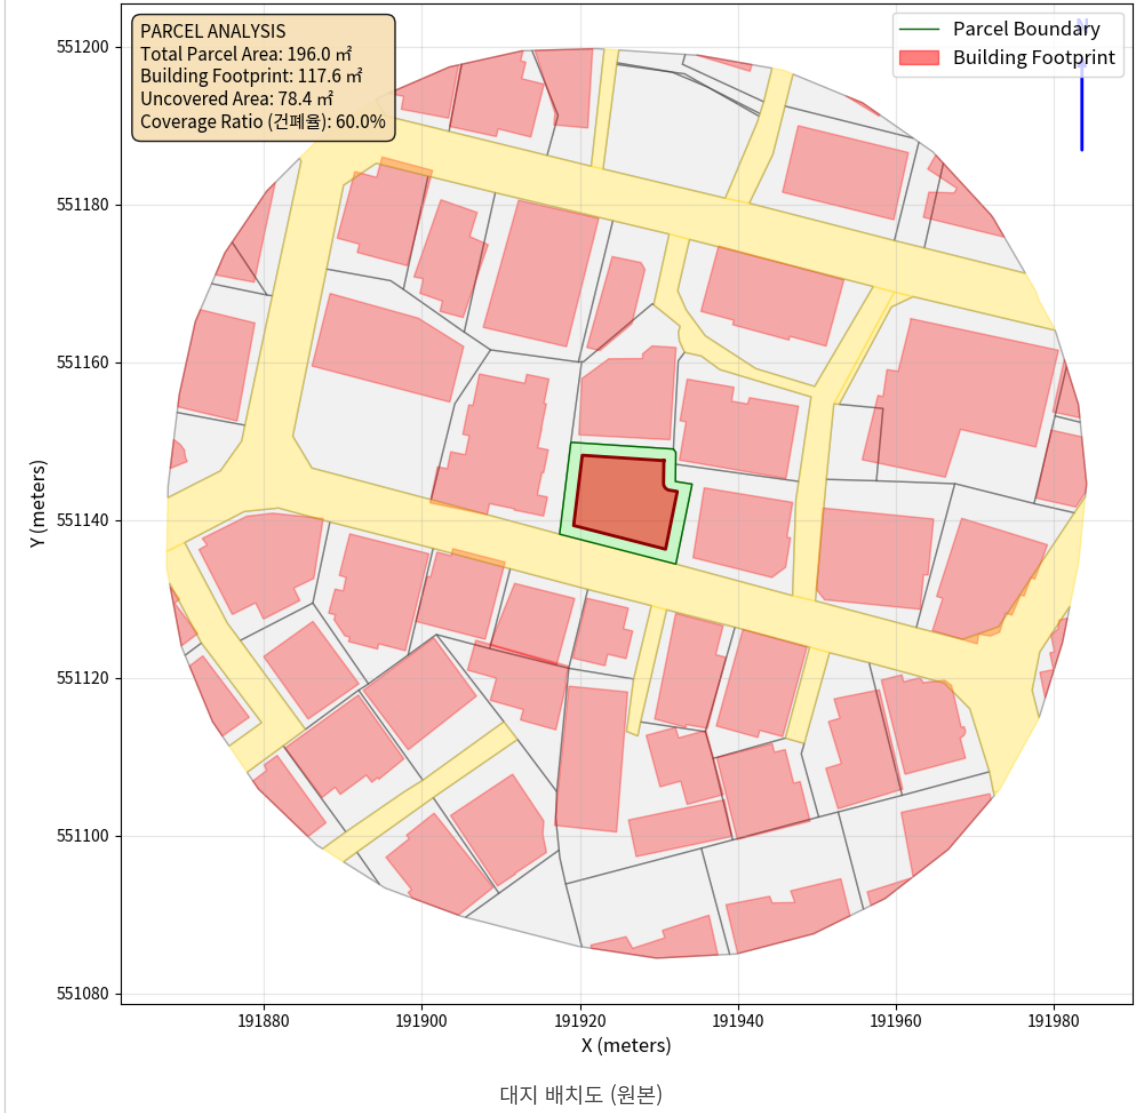 PARCEL ANALYSIS
Total Parcel Area: 196.0 ㎡
Building Footprint: 117.6 ㎡
Uncovered Area: 78.4 ㎡
Coverage Ratio (건폐율): 60.0%
Parcel Boundary
Building Footprint
N
551200
551180
551160
551140
551120
551100
551080
Y (meters)
191880 191900 191920 191940 191960 191980
X (meters)
대지 배치도 (원본)